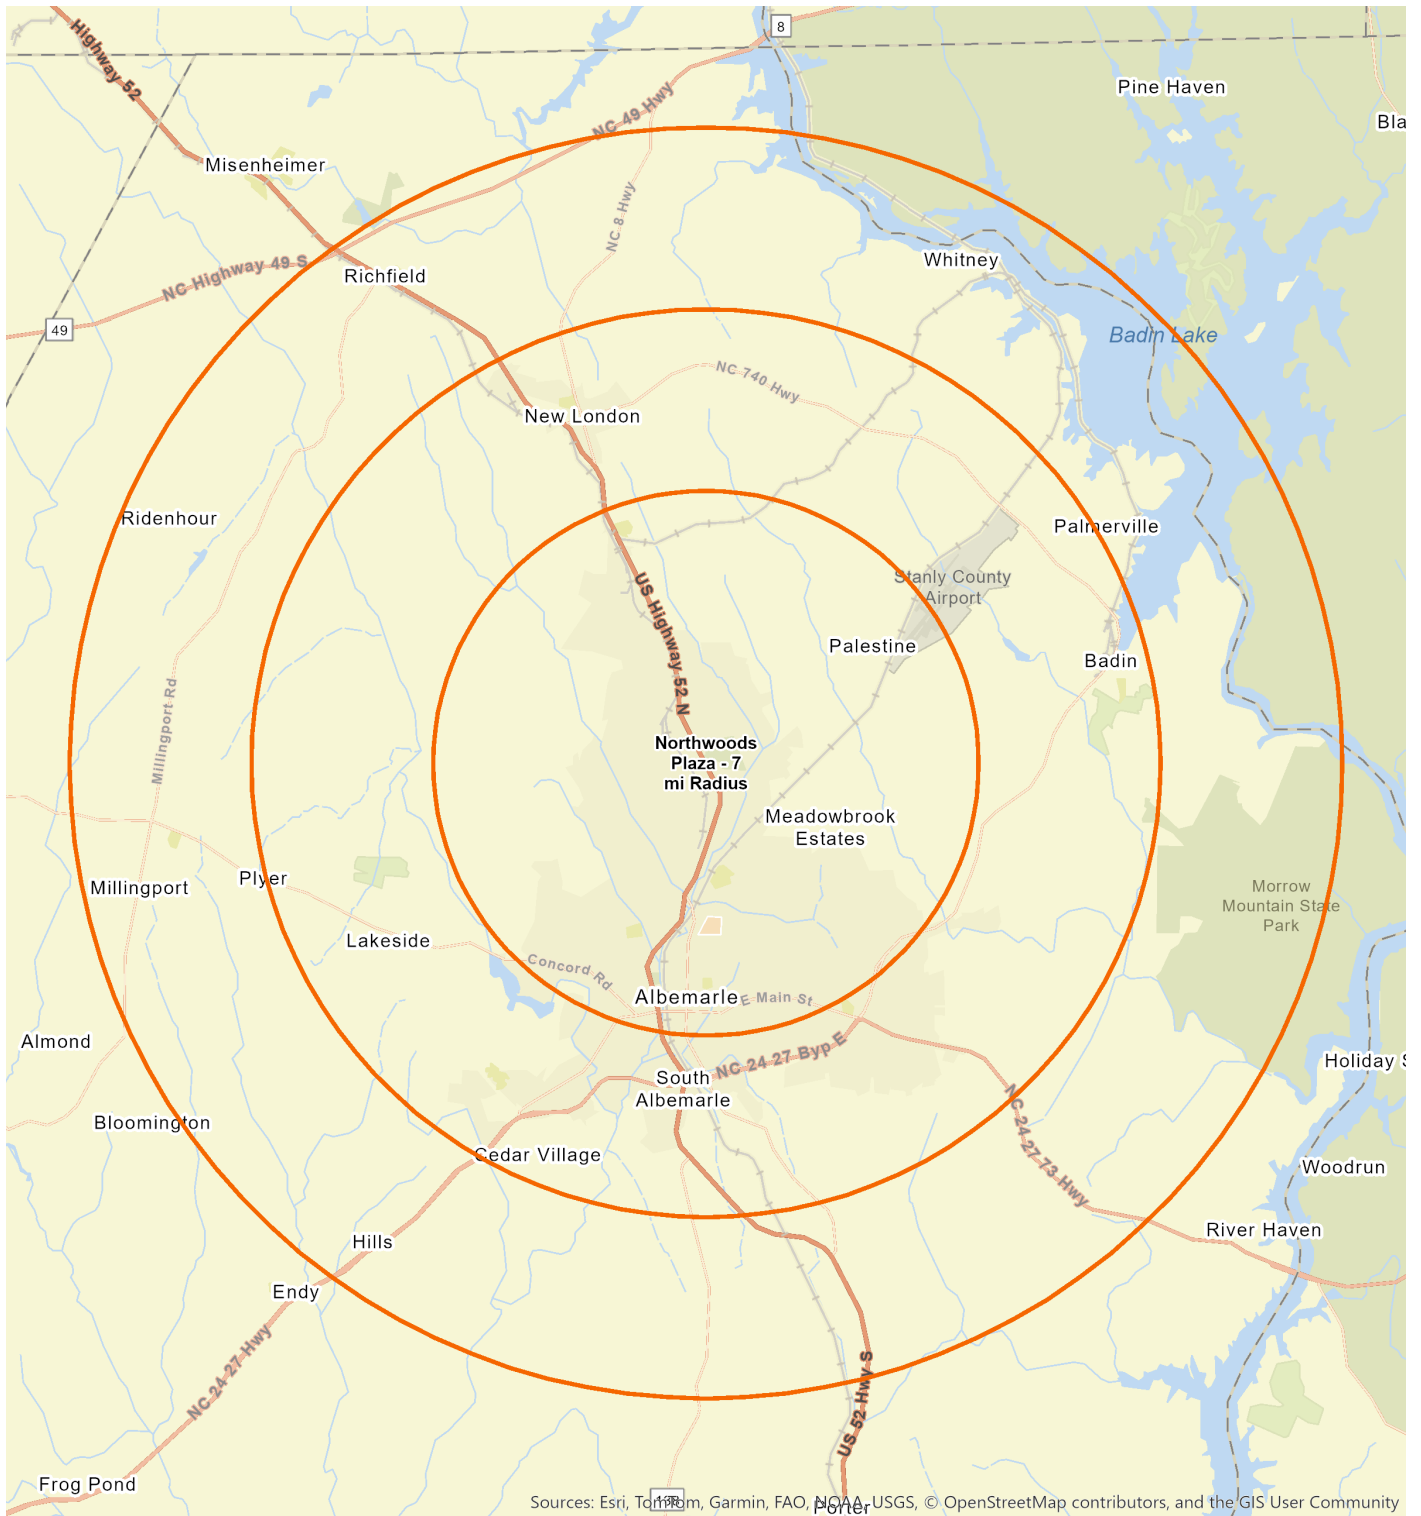 8
Highway 52
Pine Haven
NC 49 Hwy
Bla
Misenheimer
NC 8 Hwy
Whitney
NC Highway 49 S
Richfield
49
Badin Lake
NC 740 Hwy
New London
Ridenhour
Palmerville
Stanly County
Airport
US Highway 52 N
Palestine
Badin
Millingport Rd
Northwoods
Plaza - 7
mi Radius
Meadowbrook
Estates
Plyer
Millingport
Morrow
Mountain State
Park
Lakeside
Concord Rd
Albemarle
E Main St
Almond
NC 24 27 Byp E
Holiday S
South
Albemarle
Bloomington
NC 24 27 73 Hwy
Cedar Village
Woodrun
River Haven
Hills
Endy
NC 24 27 Hwy
US 52 Hwy S
Frog Pond
138
Porter
Sources: Esri, TomTom, Garmin, FAO, NOAA, USGS, © OpenStreetMap contributors, and the GIS User Community